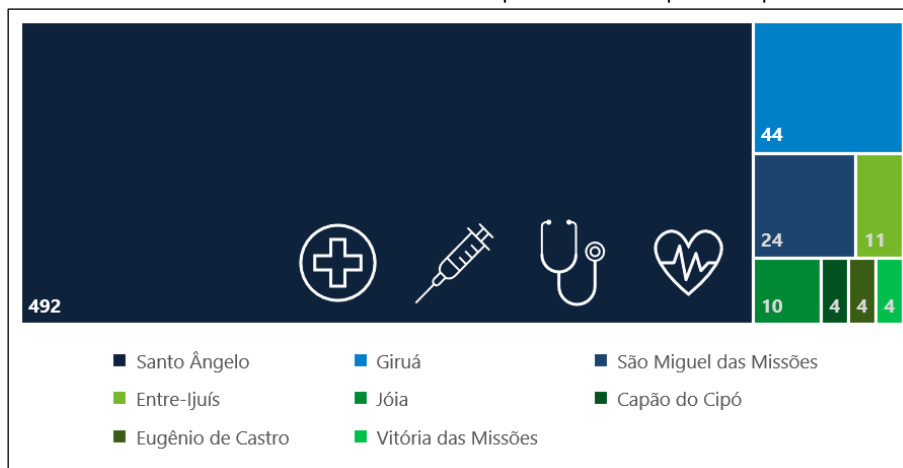 44
24
11
492
10
4
4
4
Santo Ângelo
Giruá
São Miguel das Missões
Entre-Ijuís
Jóia
Capão do Cipó
Eugênio de Castro
Vitória das Missões